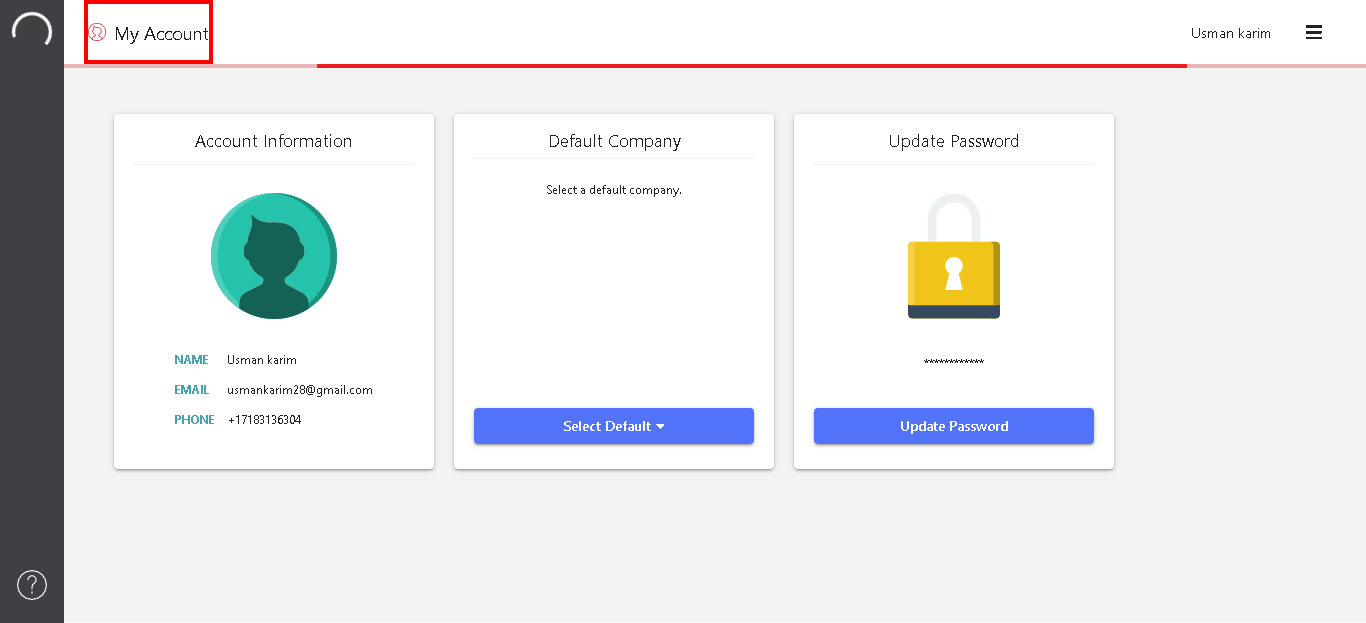 My Account
Usman karim
Account Information
NAME Usman karim
EMAIL usmankarim28@gmail.com
PHONE +17183136304
Default Company
Select a default company.
Select Default
Update Password
************
Update Password
?